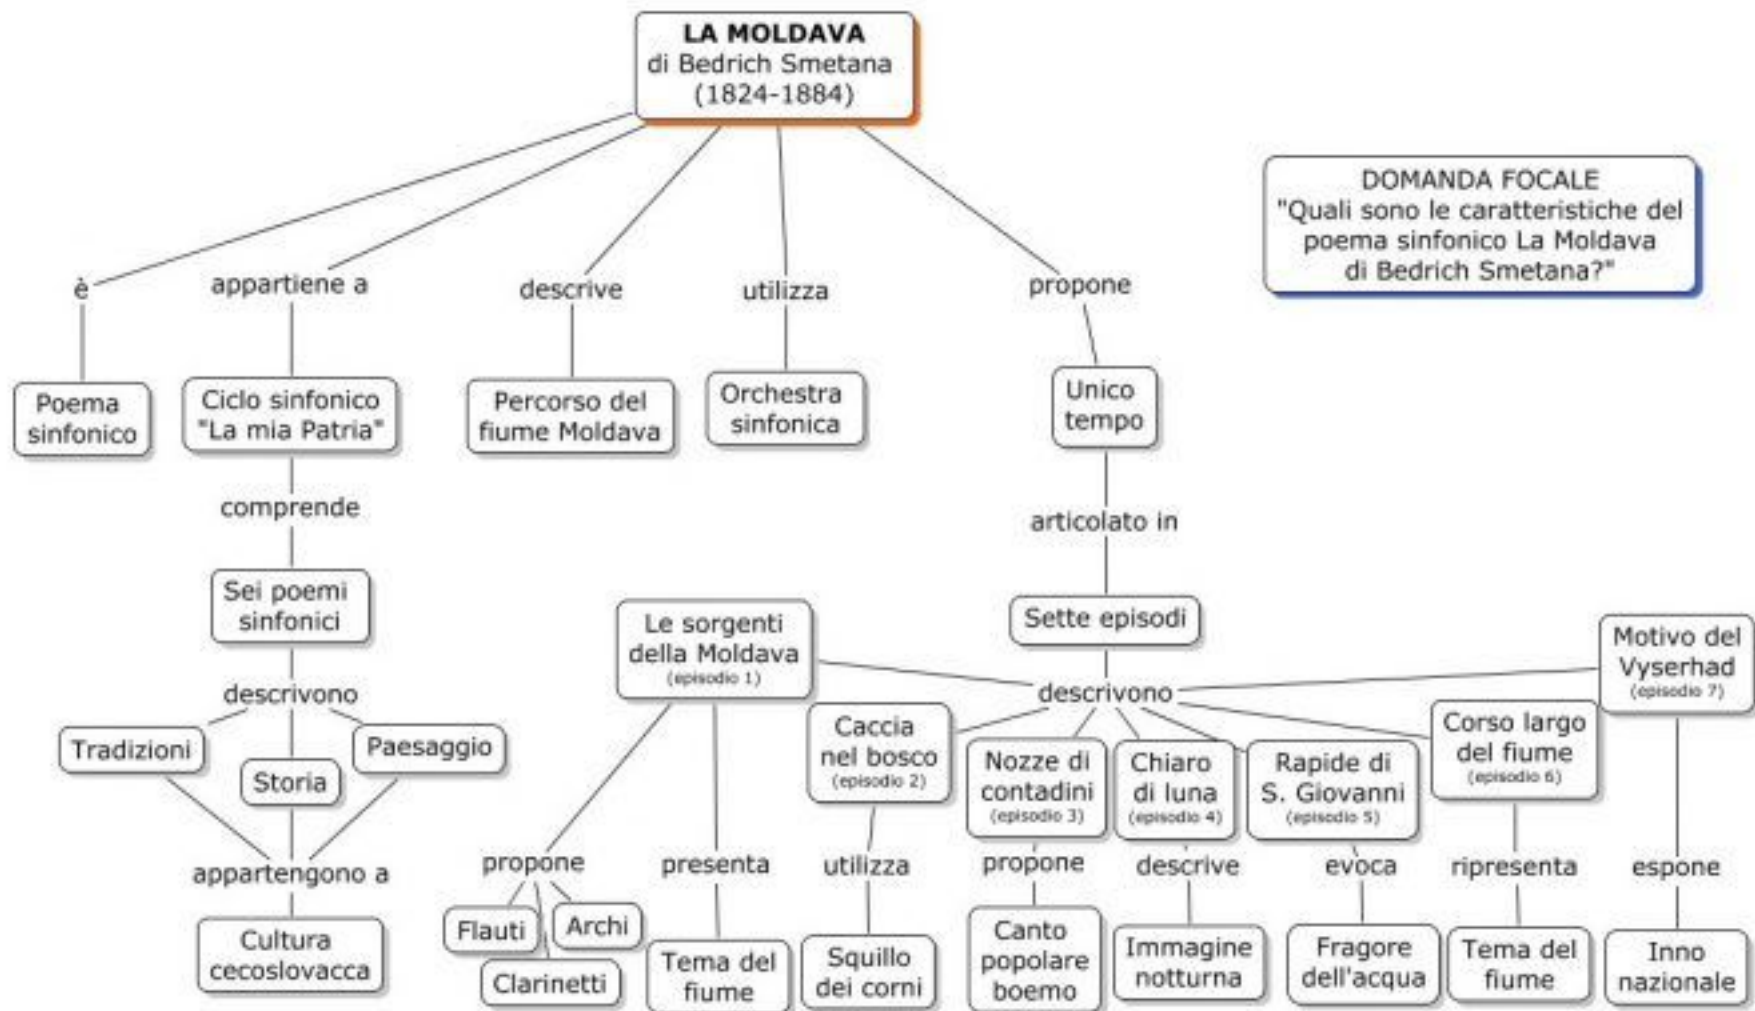 LA MOLDAVA
di Bedrich Smetana
(1824-1884)
DOMANDA FOCALE
"Quali sono le caratteristiche del
poema sinfonico La Moldava
di Bedrich Smetana?"
è
appartiene a
descrive
utilizza
propone
Poema
sinfonico
Ciclo sinfonico
"La mia Patria"
Percorso del
fiume Moldava
Orchestra
sinfonica
Unico
tempo
comprende
articolato in
Sei poemi
sinfonici
Sette episodi
descrivono
descrivono
Tradizioni
Storia
Paesaggio
appartengono a
Cultura
cecoslovacca
Le sorgenti
della Moldava
(episodio 1)
Caccia
nel bosco
(episodio 2)
Nozze di
contadini
(episodio 3)
Chiaro
di luna
(episodio 4)
Rapide di
S. Giovanni
(episodio 5)
Corso largo
del fiume
(episodio 6)
Motivo del
Vyserhad
(episodio 7)
propone
presenta
utilizza
propone
descrive
evoca
ripresenta
espone
Flauti
Clarinetti
Archi
Tema del
fiume
Squillo
dei corni
Canto
popolare
boemo
Immagine
notturna
Fragore
dell'acqua
Tema del
fiume
Inno
nazionale